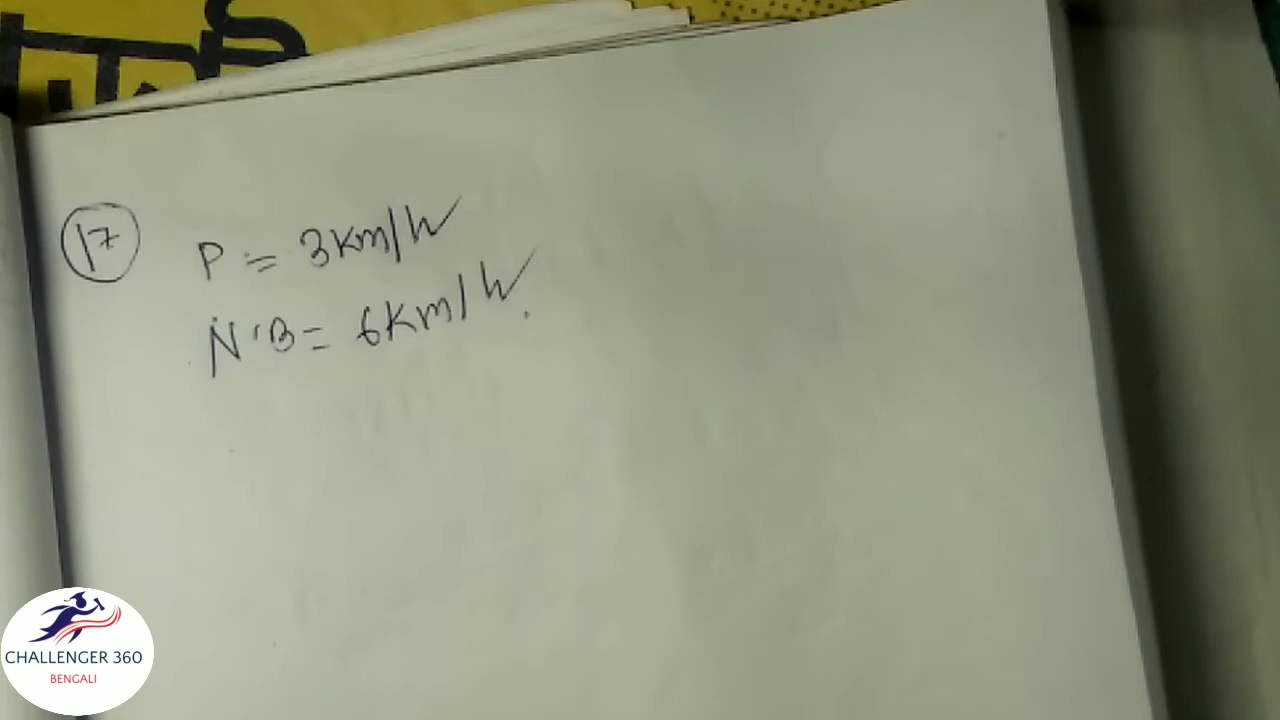 17
P = 3km/h
N.B = 6km/h.
CHALLENGER 360
BENGALI